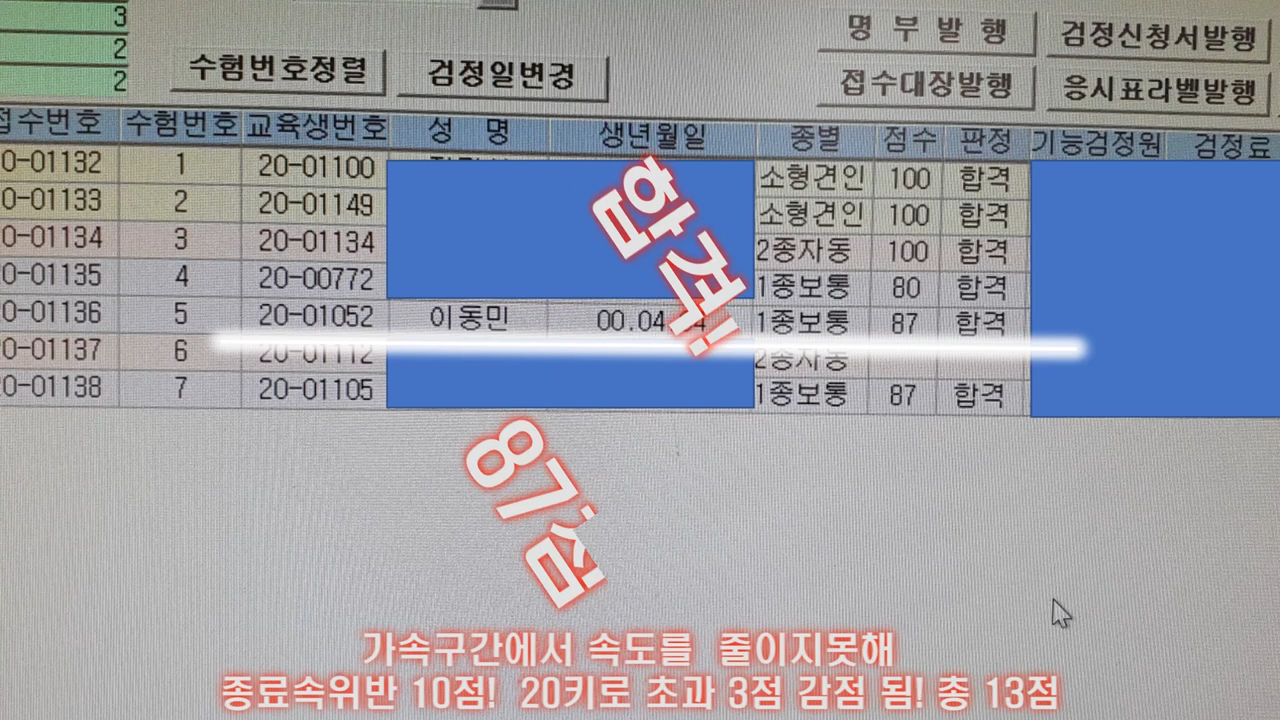 3
2
2
명 부 발 행 검정신청서발행
수험번호정렬 검정일변경 접수대장발행 응시표라벨발행
접수번호 수험번호 교육생번호 성 명 생년월일 종별 점수 판정 기능검정원 검정료
0-01132 1 20-01100 소형견인 100 합격
0-01133 2 20-01149 소형견인 100 합격
0-01134 3 20-01134 2종자동 100 합격
0-01135 4 20-00772 1종보통 80 합격
0-01136 5 20-01052 이동민 00.04. 1종보통 87 합격
0-01137 6 20-01112 2종자동
0-01138 7 20-01105 1종보통 87 합격
합격!
87점
가속구간에서 속도를 줄이지못해
종료속위반 10점! 20키로 초과 3점 감점 됨! 총 13점